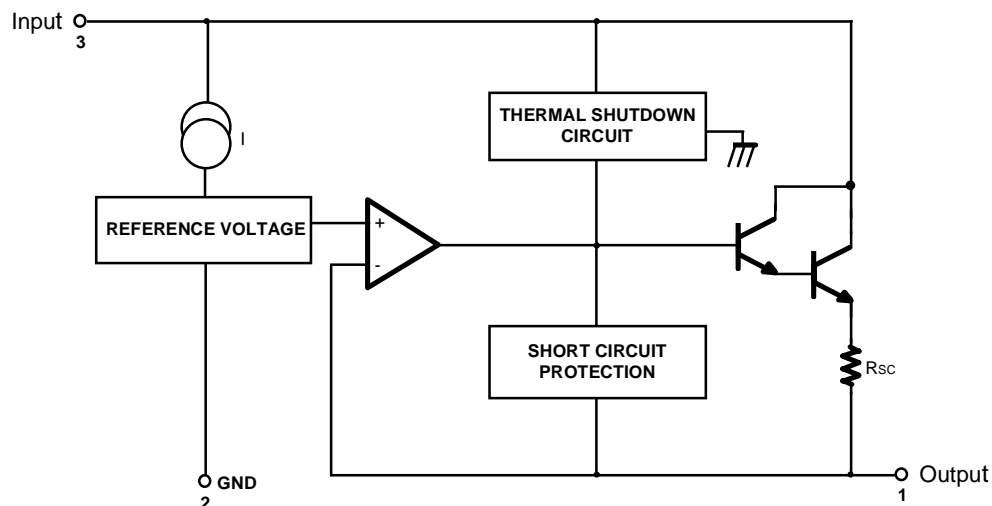 Input
3
THERMAL SHUTDOWN
CIRCUIT
I
REFERENCE VOLTAGE
+
-
SHORT CIRCUIT
PROTECTION
RSC
GND
2
Output
1